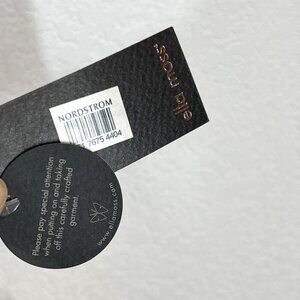 ella moss
NORDSTROM
7675 4404
Please pay special attention
when putting on and taking
off this carefully crafted
garment.
www.ellamoss.com